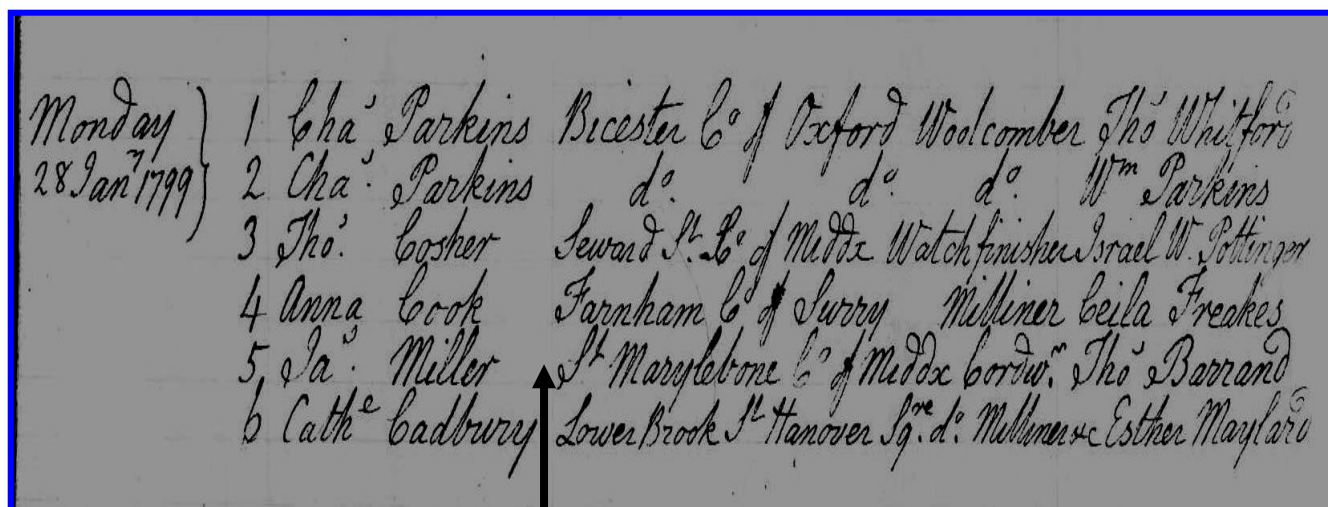 Monday 1 Chaˢ Parkins Bicester Cº of Oxford Woolcomber Thoˢ Whitford
28 Janʸ 1799 2 Chaˢ. Parkins dº. dº. dº. Wᵐ Parkins
3 Thoˢ. Cosher Seward Sᵗ. Cº of Middx Watchfinisher Israel W. Pottinger
4 Anna Cook Farnham Cº of Surry Milliner Ceila Freakes
5 Jaˢ. Miller Sᵗ Marylebone Cº of Middx Cordwʳ. Thoˢ Barrand
6 Cathᵉ Cadbury Lower Brook Sᵗ Hanover Sqʳᵉ. dº. Milliner &c Esther Maylard